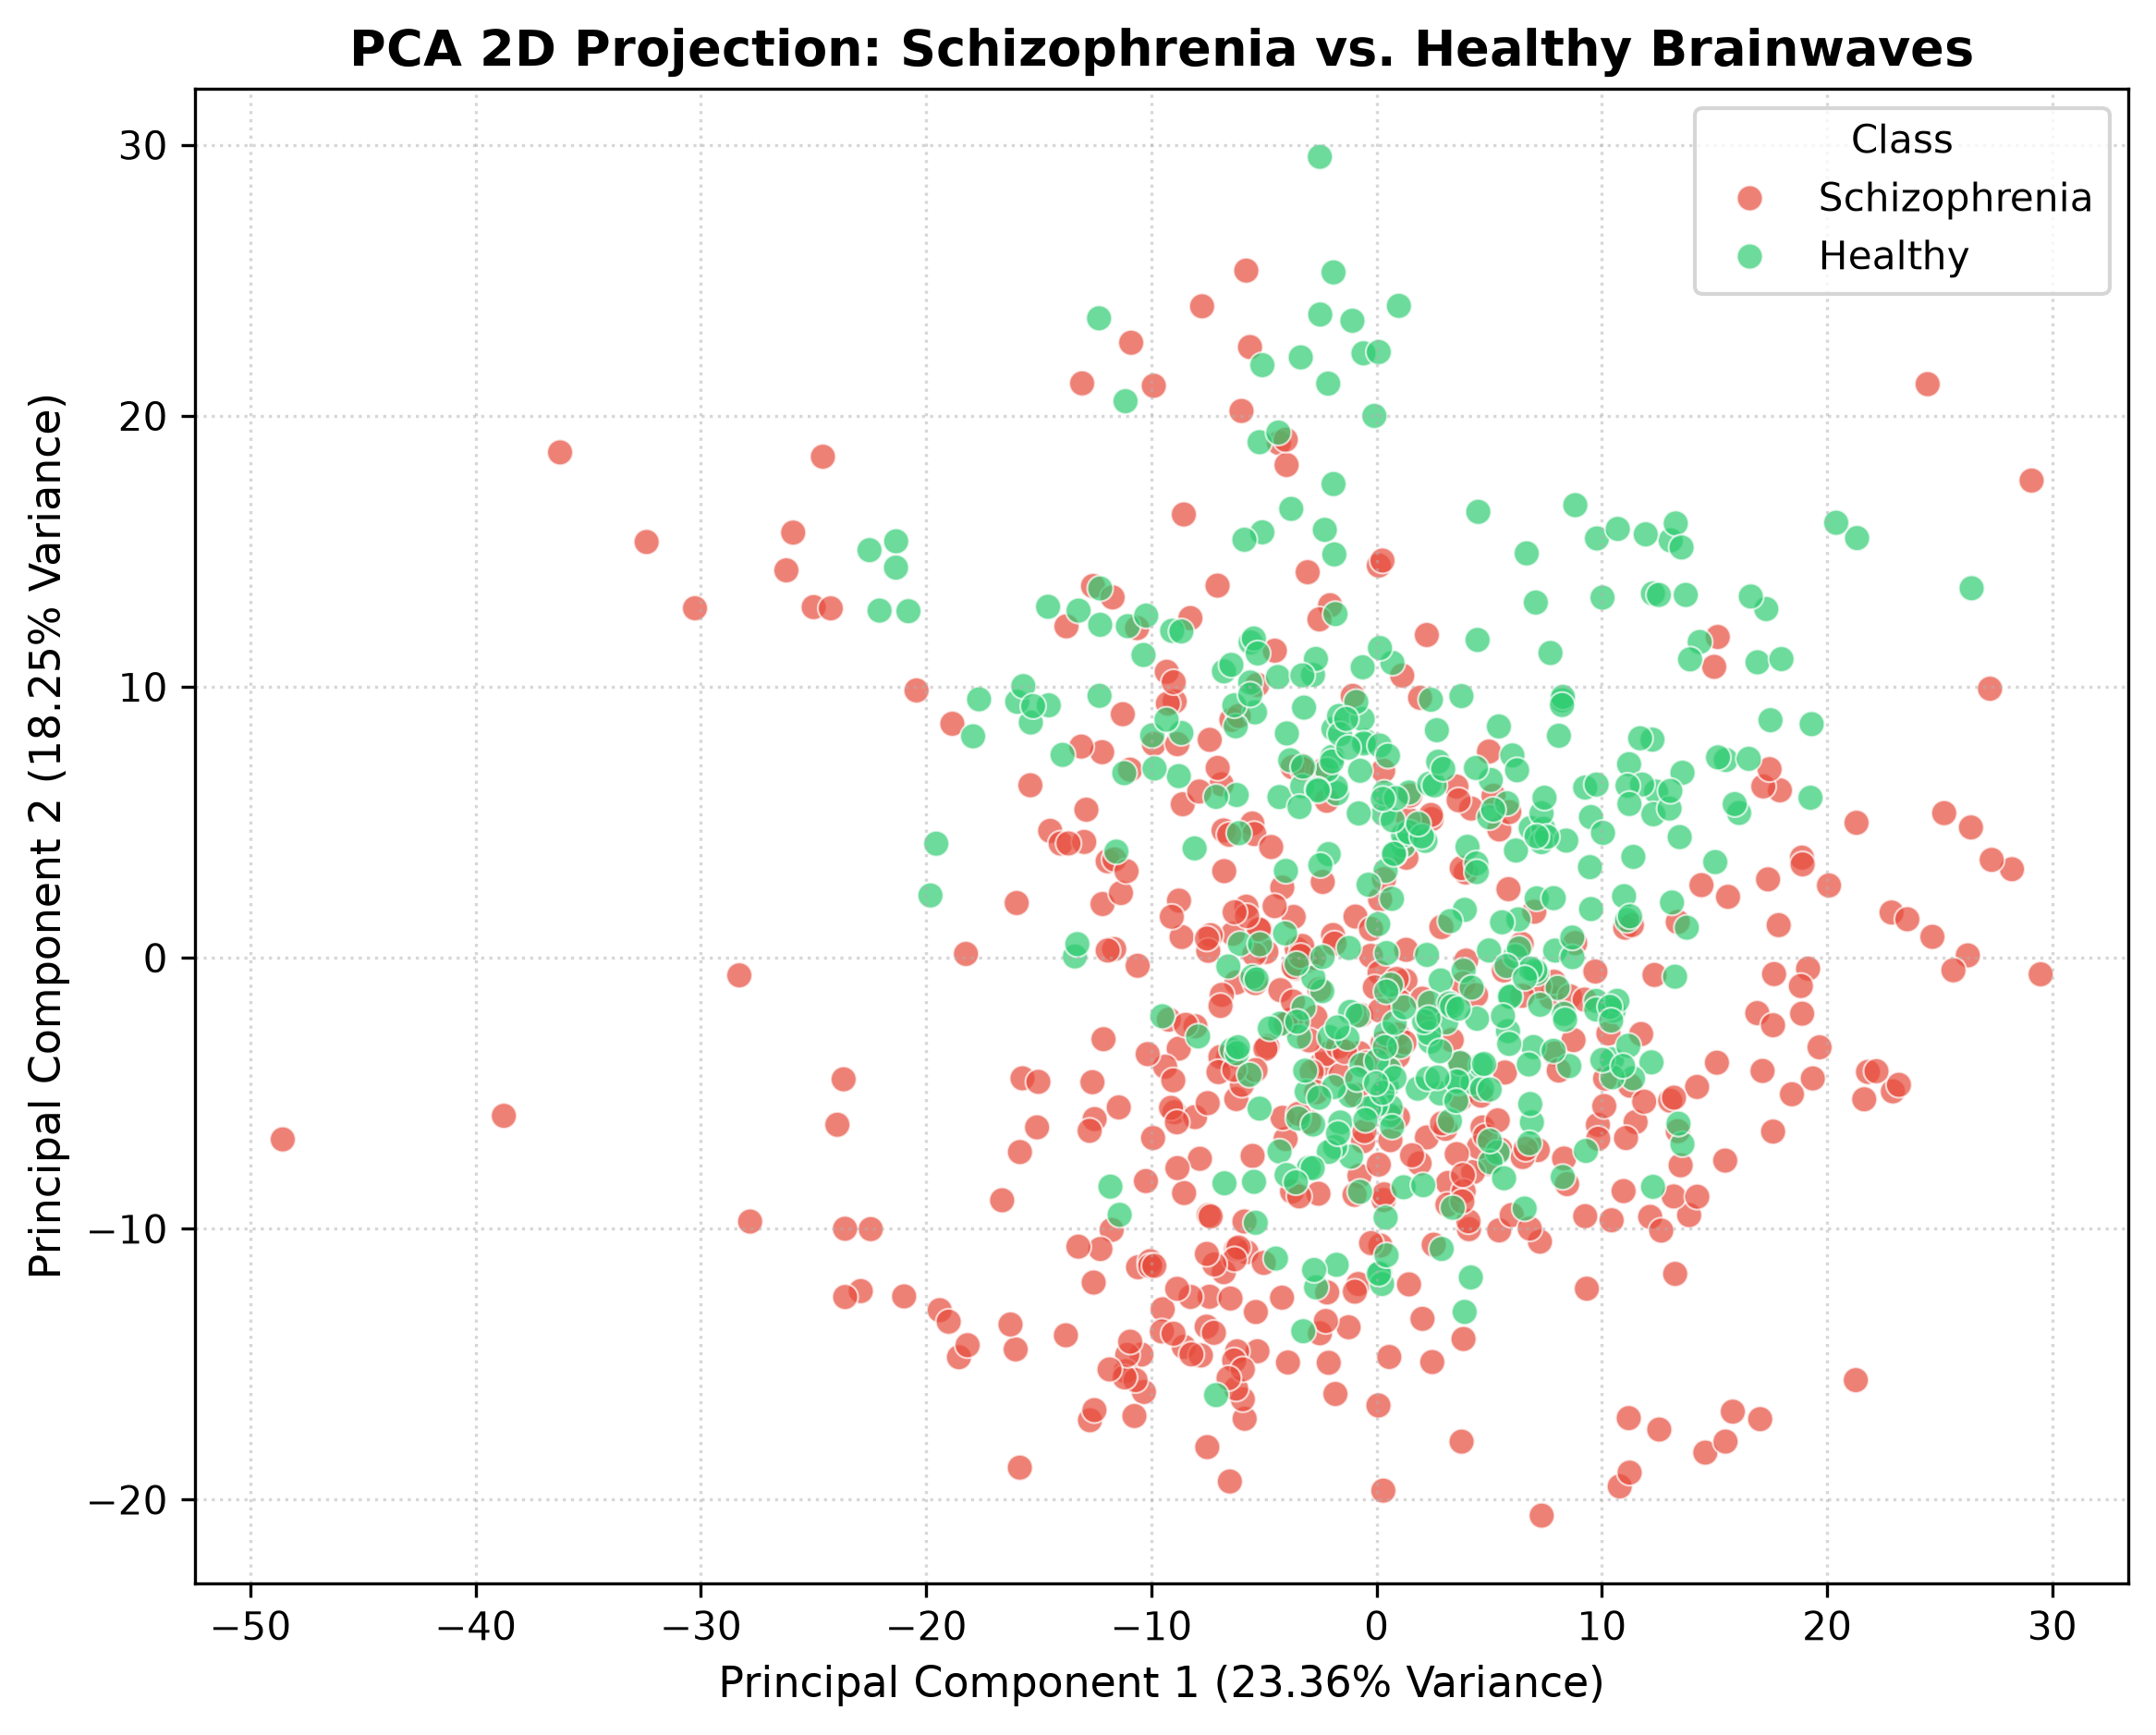 PCA 2D Projection: Schizophrenia vs. Healthy Brainwaves
Class
Schizophrenia
Healthy
30
20
10
0
−10
−20
Principal Component 2 (18.25% Variance)
−50 −40 −30 −20 −10 0 10 20 30
Principal Component 1 (23.36% Variance)